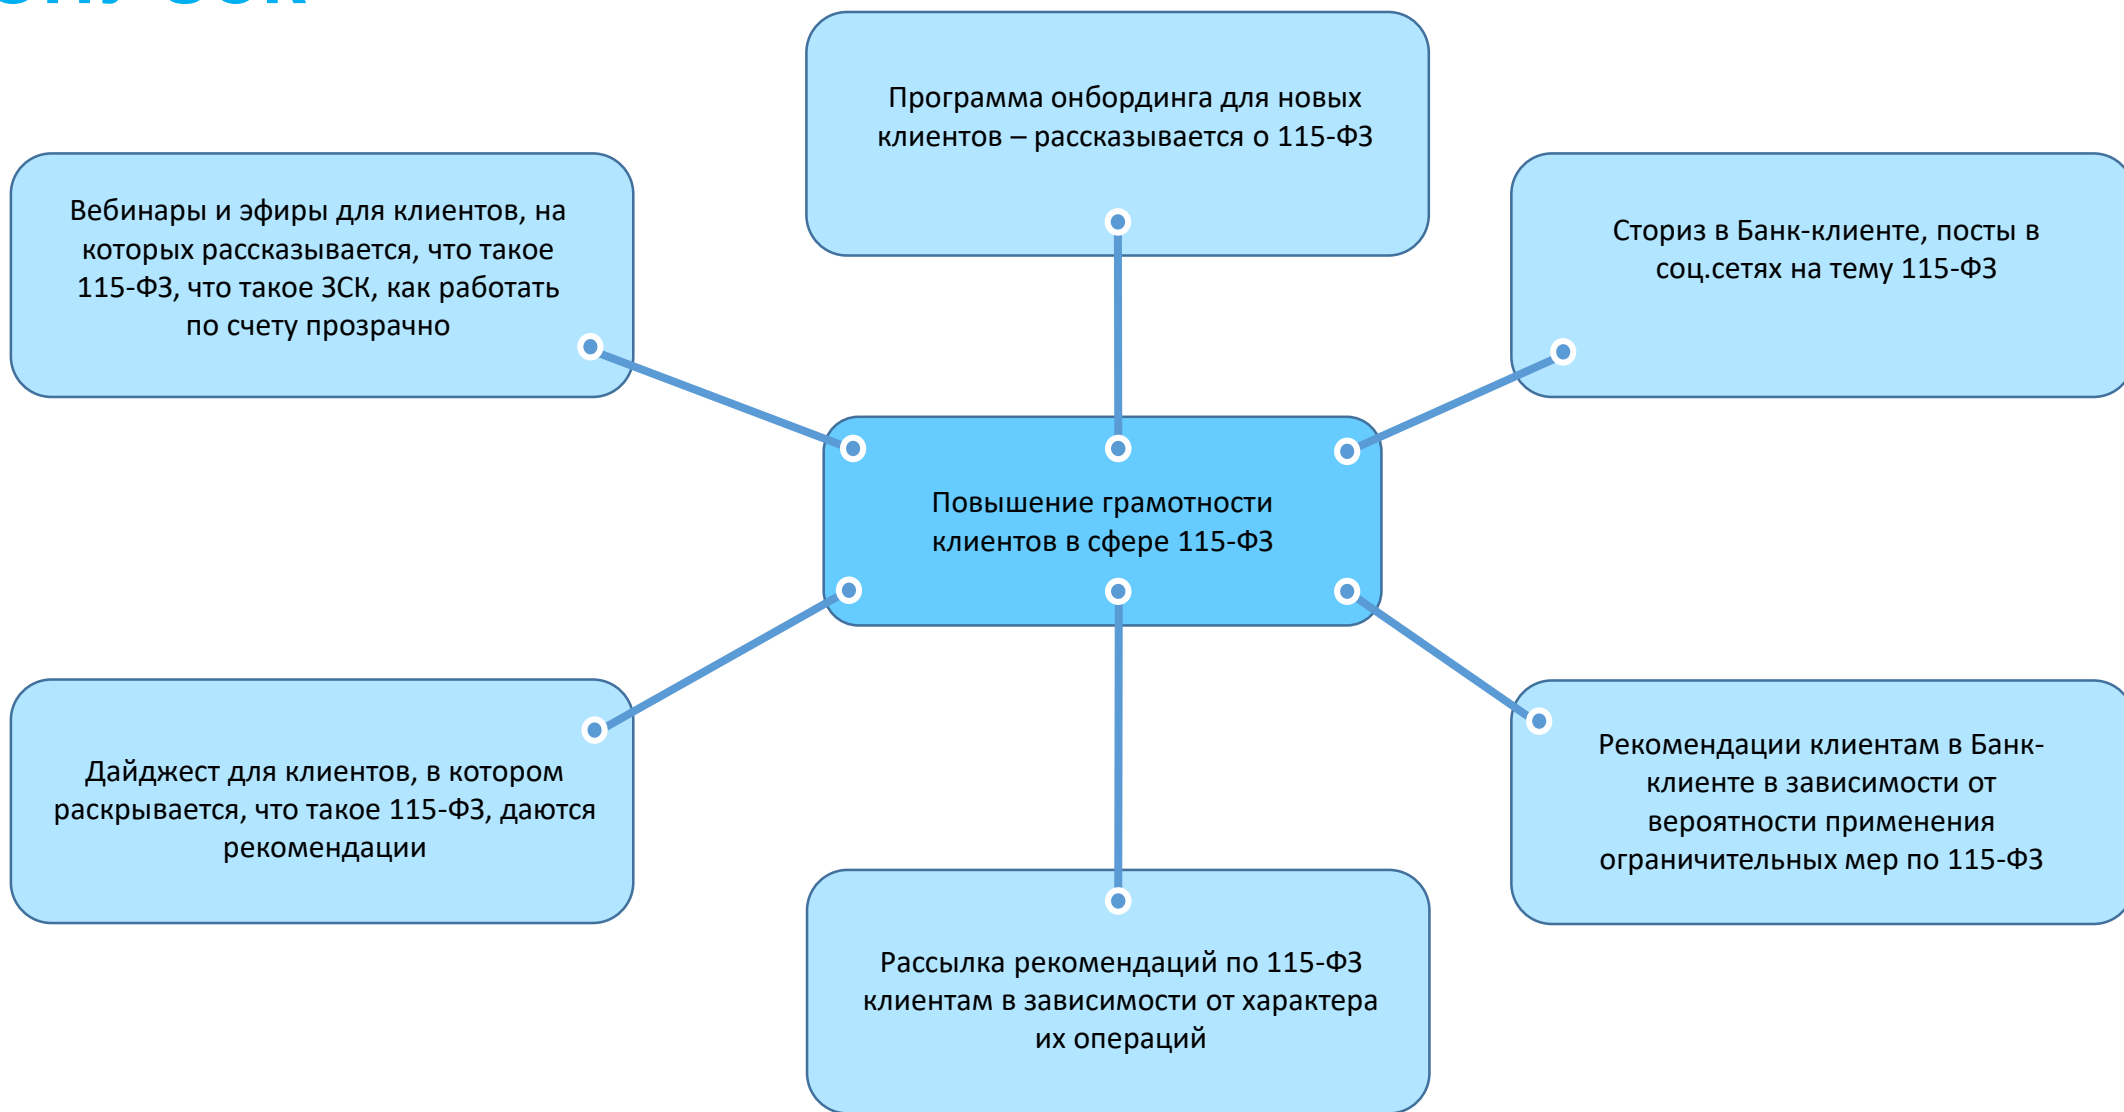 Программа онбординга для новых
клиентов – рассказывается о 115-ФЗ
Вебинары и эфиры для клиентов, на
которых рассказывается, что такое
115-ФЗ, что такое ЗСК, как работать
по счету прозрачно
Сториз в Банк-клиенте, посты в
соц.сетях на тему 115-ФЗ
Повышение грамотности
клиентов в сфере 115-ФЗ
Дайджест для клиентов, в котором
раскрывается, что такое 115-ФЗ, даются
рекомендации
Рекомендации клиентам в Банк-
клиенте в зависимости от
вероятности применения
ограничительных мер по 115-ФЗ
Рассылка рекомендаций по 115-ФЗ
клиентам в зависимости от характера
их операций